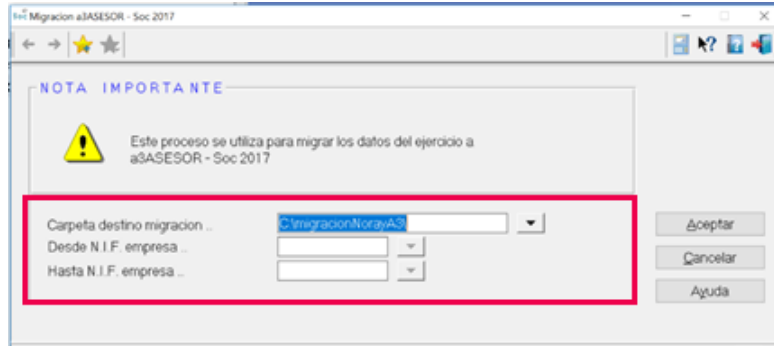 Soc Migracion a3ASESOR - Soc 2017
NOTA IMPORTANTE
Este proceso se utiliza para migrar los datos del ejercicio a
a3ASESOR - Soc 2017
Carpeta destino migracion ..
C:\migracionNorayA3\
Desde N.I.F. empresa ..
Hasta N.I.F. empresa ..
Aceptar
Cancelar
Ayuda